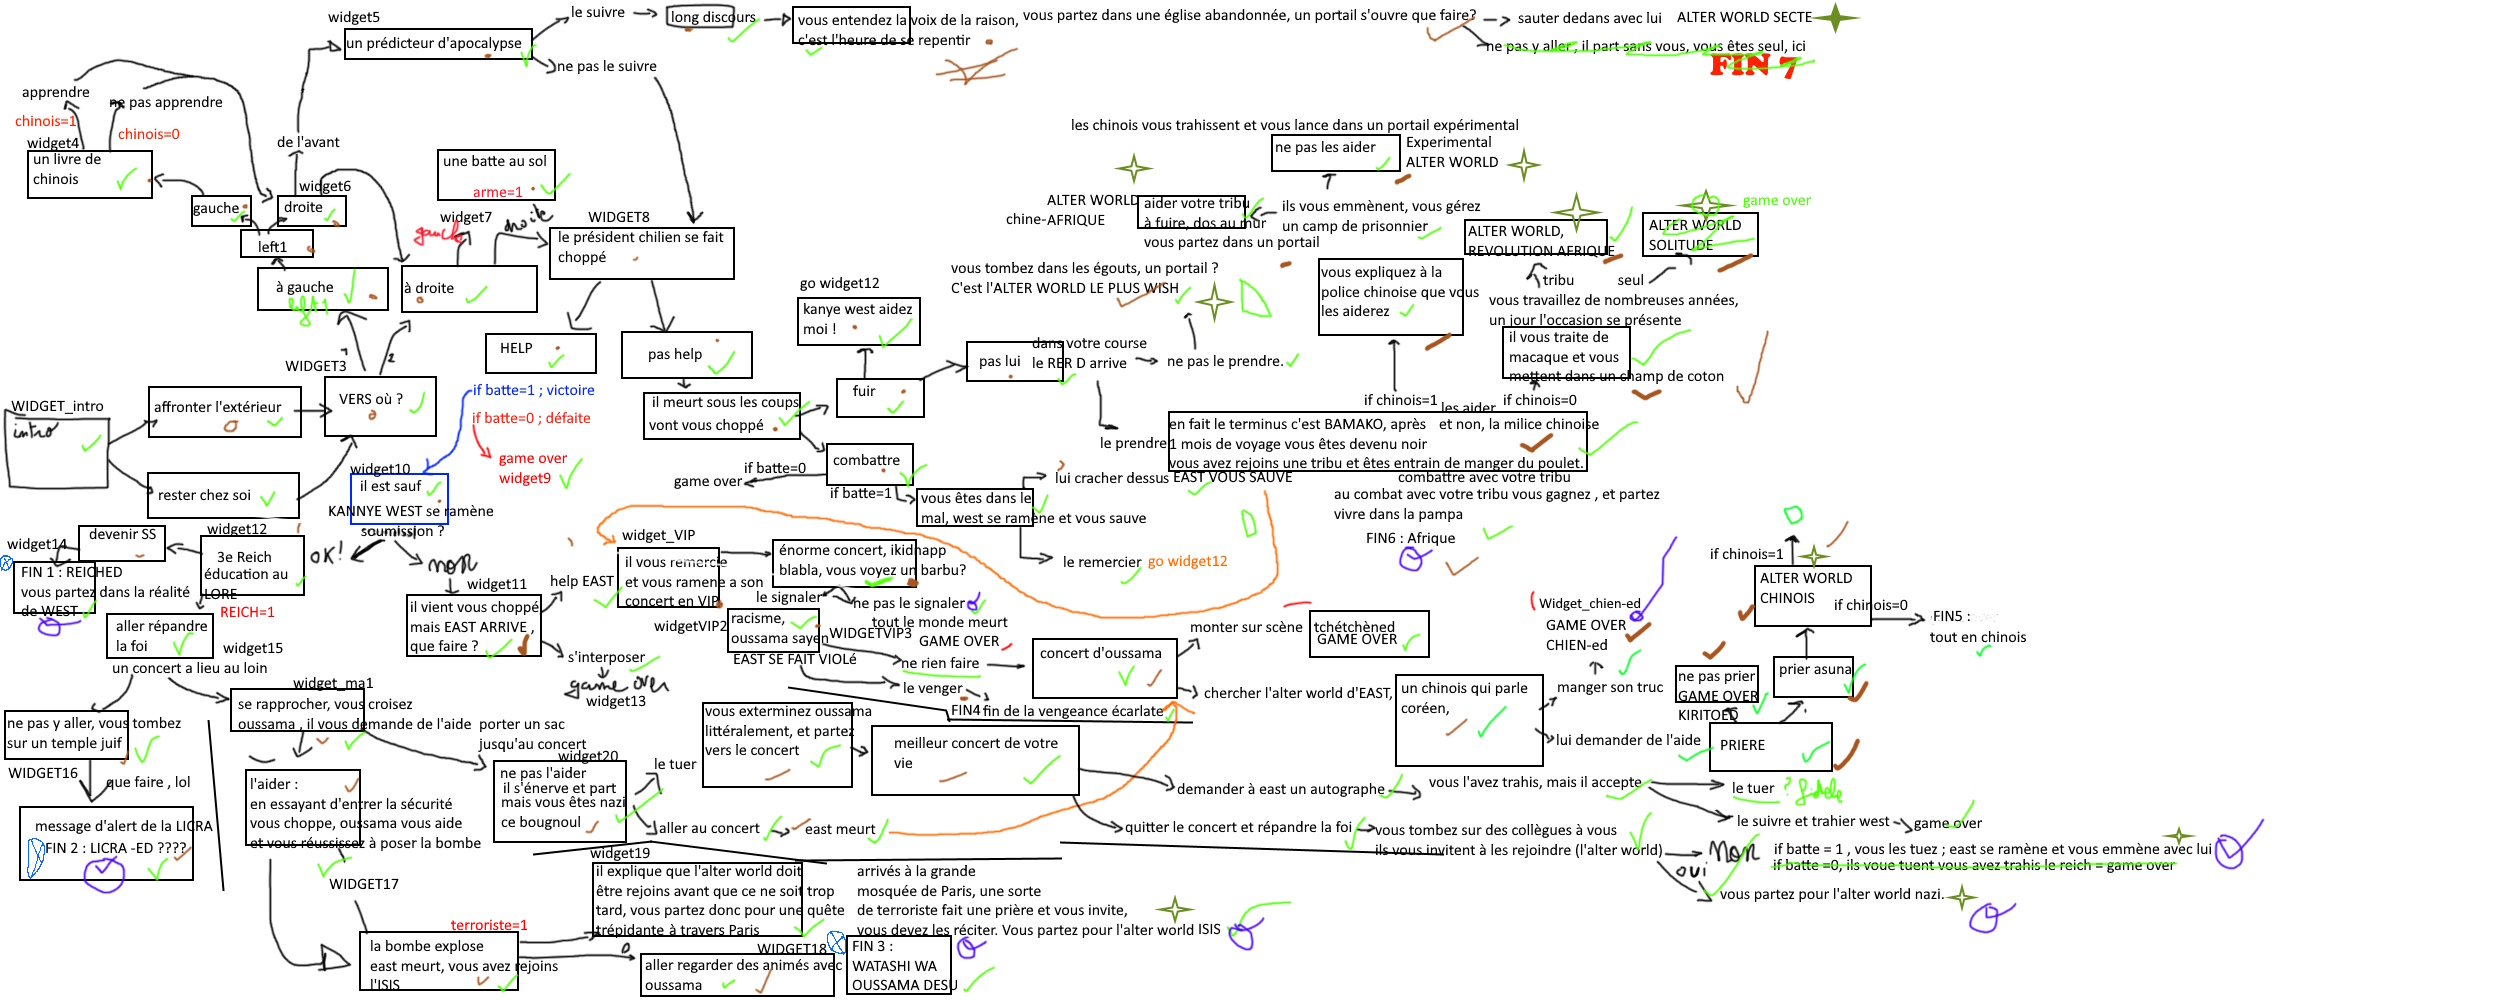 widget5
le suivre
long discours
vous entendez la voix de la raison,
c'est l'heure de se repentir
vous partez dans une église abandonnée, un portail s'ouvre que faire?
sauter dedans avec lui
ALTER WORLD SECTE
ne pas y aller , il part sans vous, vous êtes seul, ici
FIN 7
un prédicteur d'apocalypse
ne pas le suivre
apprendre
ne pas apprendre
chinois=1
chinois=0
widget4
un livre de
chinois
de l'avant
widget6
gauche
droite
left1
à gauche
left1
une batte au sol
arme=1
widget7
gauche
droite
à droite
WIDGET8
le président chilien se fait
choppé
les chinois vous trahissent et vous lance dans un portail expérimental
ne pas les aider
Experimental
ALTER WORLD
ALTER WORLD
chine-AFRIQUE
aider votre tribu
à fuire, dos au mur
vous partez dans un portail
ils vous emmènent, vous gérez
un camp de prisonnier
ALTER WORLD,
REVOLUTION AFRIQUE
ALTER WORLD
SOLITUDE
game over
vous tombez dans les égouts, un portail ?
C'est l'ALTER WORLD LE PLUS WISH
vous expliquez à la
police chinoise que vous
les aiderez
tribu
seul
vous travaillez de nombreuses années,
un jour l'occasion se présente
il vous traite de
macaque et vous
mettent dans un champ de coton
go widget12
kanye west aidez
moi !
HELP
pas help
fuir
pas lui
dans votre course
le RER D arrive
ne pas le prendre.
WIDGET3
1
2
VERS où ?
WIDGET_intro
intro
affronter l'extérieur
rester chez soi
if batte=1 ; victoire
if batte=0 ; défaite
game over
widget9
il meurt sous les coups
vont vous choppé
if chinois=1
les aider
if chinois=0
le prendre
en fait le terminus c'est BAMAKO, après
et non, la milice chinoise
1 mois de voyage vous êtes devenu noir
vous avez rejoins une tribu et êtes entrain de manger du poulet.
combattre
if batte=0
game over
if batte=1
vous êtes dans le
mal, west se ramène et vous sauve
lui cracher dessus
EAST VOUS SAUVE
le remercier
go widget12
combattre avec votre tribu
au combat avec votre tribu vous gagnez , et partez
vivre dans la pampa
FIN6 : Afrique
widget10
il est sauf
KANNYE WEST se ramène
soumission ?
OK!
non
widget12
3e Reich
éducation au
LORE
REICH=1
devenir SS
widget14
FIN 1 : REICHED
vous partez dans la réalité
de WEST
aller répandre
la foi
widget15
un concert a lieu au loin
widget11
il vient vous choppé
mais EAST ARRIVE ,
que faire ?
help EAST
s'interposer
game over
widget13
widget_VIP
il vous remercie
et vous ramene a son
concert en VIP
énorme concert, ikidnapp
blabla, vous voyez un barbu?
le signaler
ne pas le signaler
tout le monde meurt
GAME OVER
widgetVIP2
racisme,
oussama sayen
WIDGETVIP3
EAST SE FAIT VIOLé
ne rien faire
le venger
FIN4 fin de la vengeance écarlate
concert d'oussama
monter sur scène
tchétchèned
GAME OVER
chercher l'alter world d'EAST,
un chinois qui parle
coréen,
Widget_chien-ed
GAME OVER
CHIEN-ed
manger son truc
lui demander de l'aide
if chinois=1
ALTER WORLD
CHINOIS
if chinois=0
FIN5 :
tout en chinois
ne pas prier
GAME OVER
KIRITOED
prier asuna
PRIERE
widget_ma1
se rapprocher, vous croisez
oussama , il vous demande de l'aide
porter un sac
jusqu'au concert
ne pas y aller, vous tombez
sur un temple juif
WIDGET16
que faire , lol
message d'alert de la LICRA
FIN 2 : LICRA -ED ????
l'aider :
en essayant d'entrer la sécurité
vous choppe, oussama vous aide
et vous réussissez à poser la bombe
WIDGET17
widget20
ne pas l'aider
il s'énerve et part
mais vous êtes nazi
ce bougnoul
le tuer
aller au concert
east meurt
vous exterminez oussama
littéralement, et partez
vers le concert
meilleur concert de votre
vie
demander à east un autographe
vous l'avez trahis, mais il accepte
le tuer
le suivre et trahier west
game over
quitter le concert et répandre la foi
vous tombez sur des collègues à vous
ils vous invitent à les rejoindre (l'alter world)
non
oui
if batte = 1 , vous les tuez ; east se ramène et vous emmène avec lui
if batte =0, ils voue tuent vous avez trahis le reich = game over
vous partez pour l'alter world nazi.
widget19
il explique que l'alter world doit
être rejoins avant que ce ne soit trop
tard, vous partez donc pour une quête
trépidante à travers Paris
arrivés à la grande
mosquée de Paris, une sorte
de terroriste fait une prière et vous invite,
vous devez les réciter. Vous partez pour l'alter world ISIS
terroriste=1
la bombe explose
east meurt, vous avez rejoins
l'ISIS
WIDGET18
aller regarder des animés avec
oussama
FIN 3 :
WATASHI WA
OUSSAMA DESU